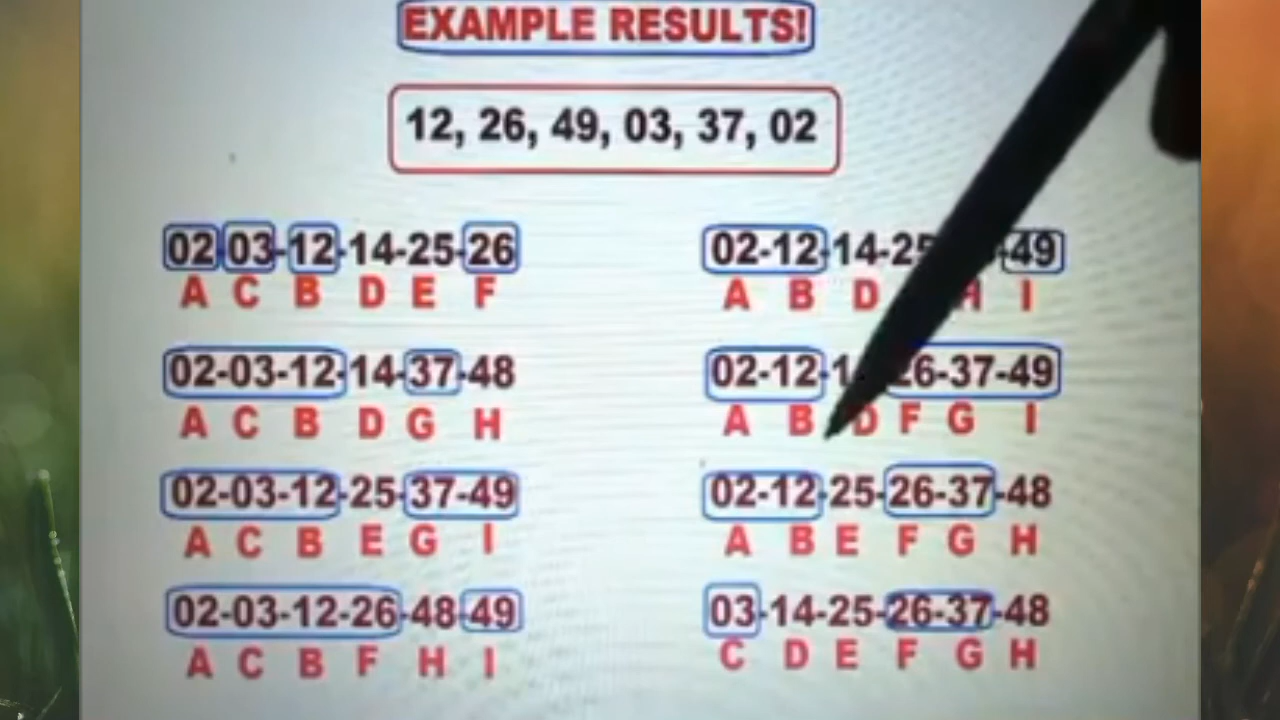 EXAMPLE RESULTS!
12, 26, 49, 03, 37, 02
02-03-12-14-25-26
A C B D E F
02-03-12-14-37-48
A C B D G H
02-03-12-25-37-49
A C B E G I
02-03-12-26-48-49
A C B F H I
02-12-14-25 49
A B D H I
02-12- 26-37-49
A B D F G I
02-12-25-26-37-48
A B E F G H
03-14-25-26-37-48
C D E F G H